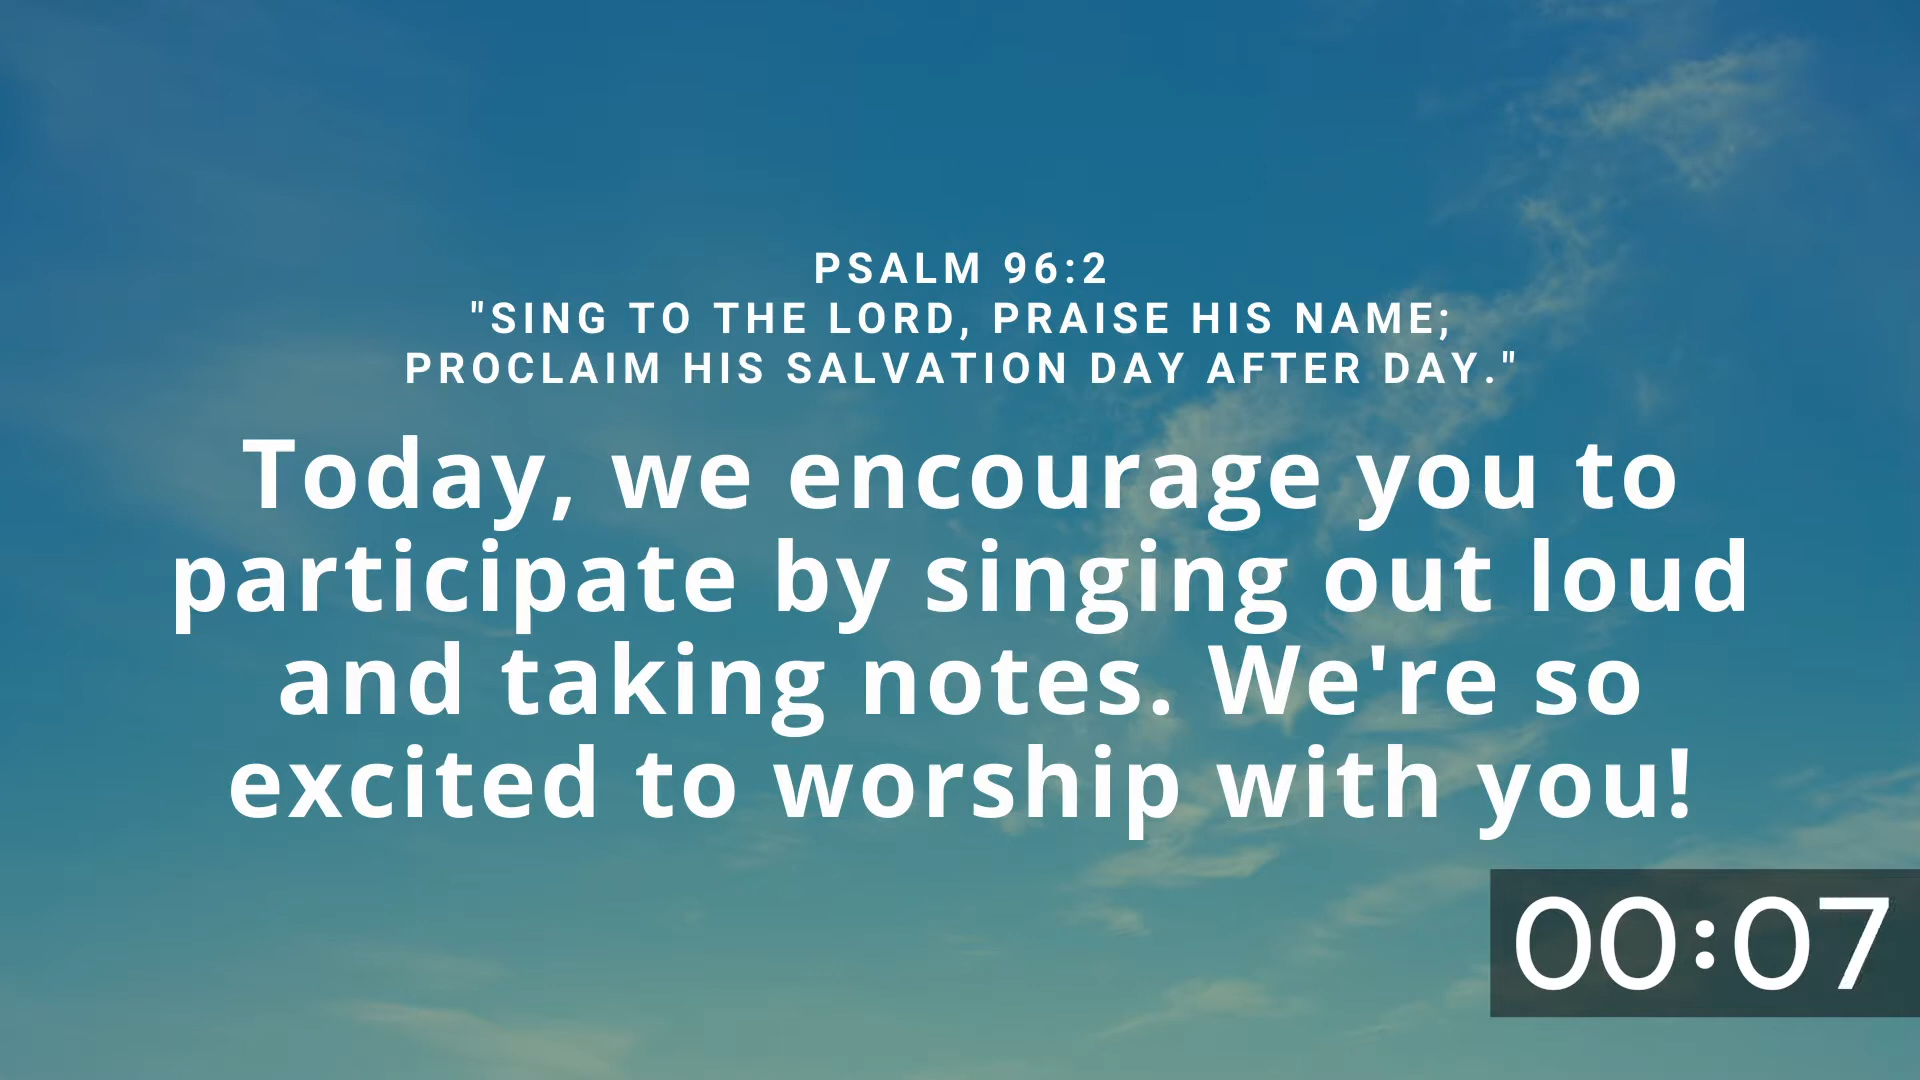 PSALM 96:2
"SING TO THE LORD, PRAISE HIS NAME;
PROCLAIM HIS SALVATION DAY AFTER DAY."
Today, we encourage you to
participate by singing out loud
and taking notes. We're so
excited to worship with you!
00:07